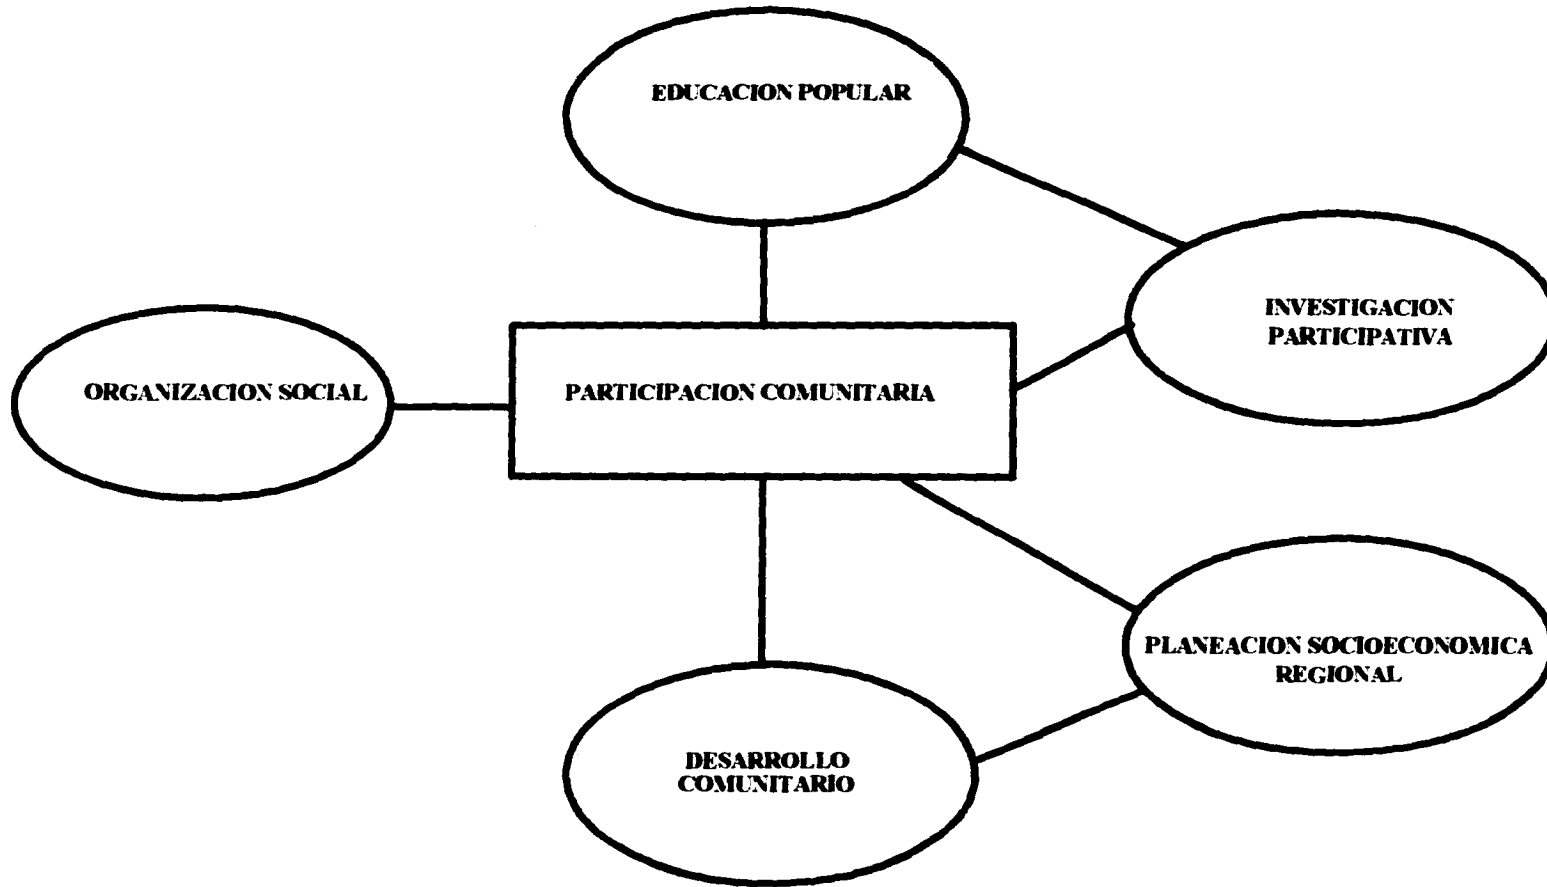 EDUCACION POPULAR
INVESTIGACION
PARTICIPATIVA
ORGANIZACION SOCIAL
PARTICIPACION COMUNITARIA
PLANEACION SOCIOECONOMICA
REGIONAL
DESARROLLO
COMUNITARIO